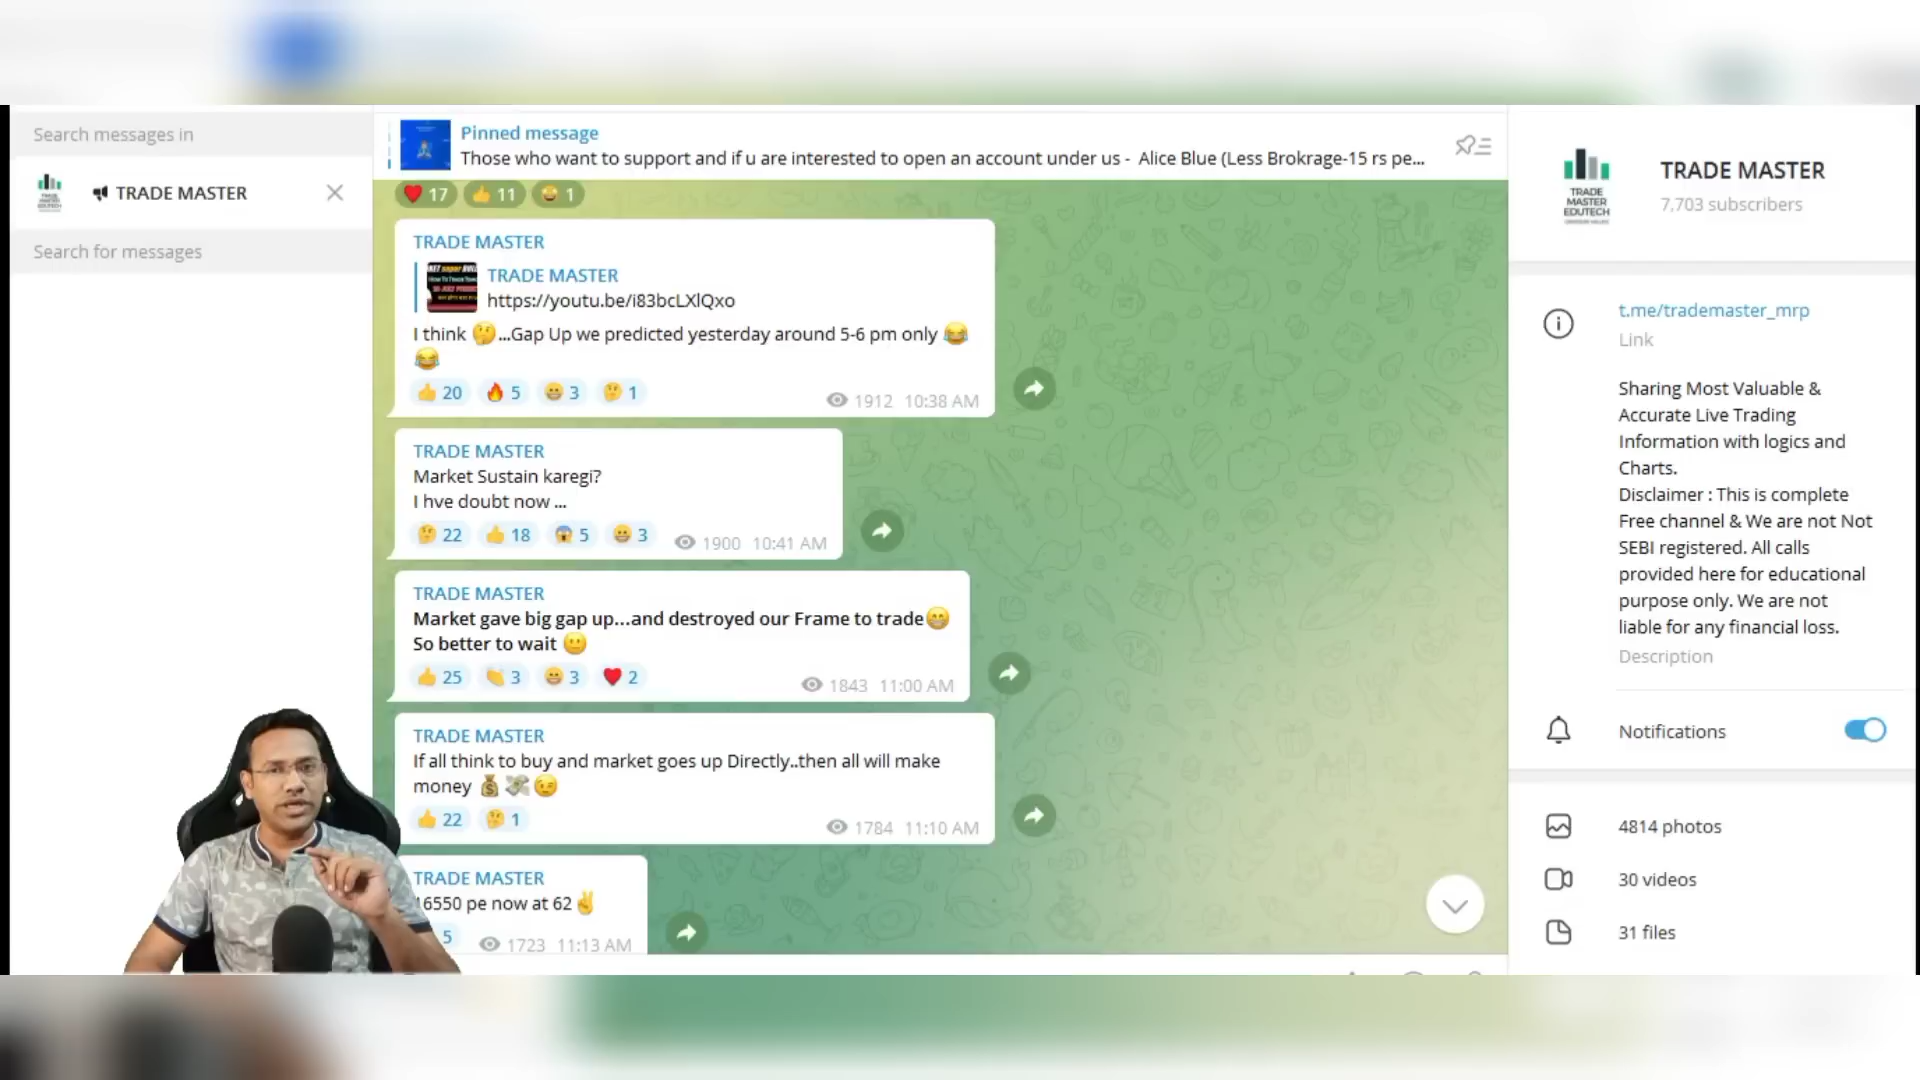 Search messages in
TRADE MASTER
Search for messages
Pinned message
Those who want to support and if u are interested to open an account under us - Alice Blue (Less Brokrage-15 rs pe...
❤️ 17 👍 11 😄 1
TRADE MASTER
TRADE MASTER
https://youtu.be/i83bcLXlQxo
I think 🤔...Gap Up we predicted yesterday around 5-6 pm only 😂
😂
👍 20 🔥 5 😀 3 🤔 1
1912 10:38 AM
TRADE MASTER
Market Sustain karegi?
I hve doubt now ...
🤔 22 👍 18 😱 5 😀 3
1900 10:41 AM
TRADE MASTER
Market gave big gap up...and destroyed our Frame to trade😁
So better to wait 🙂
👍 25 👏 3 😀 3 ❤️ 2
1843 11:00 AM
TRADE MASTER
If all think to buy and market goes up Directly..then all will make
money 💰💸😉
👍 22 🤔 1
1784 11:10 AM
TRADE MASTER
16550 pe now at 62✌️
5
1723 11:13 AM
TRADE
MASTER
EDUTECH
TRADE MASTER
7,703 subscribers
t.me/trademaster_mrp
Link
Sharing Most Valuable &
Accurate Live Trading
Information with logics and
Charts.
Disclaimer : This is complete
Free channel & We are not Not
SEBI registered. All calls
provided here for educational
purpose only. We are not
liable for any financial loss.
Description
Notifications
4814 photos
30 videos
31 files